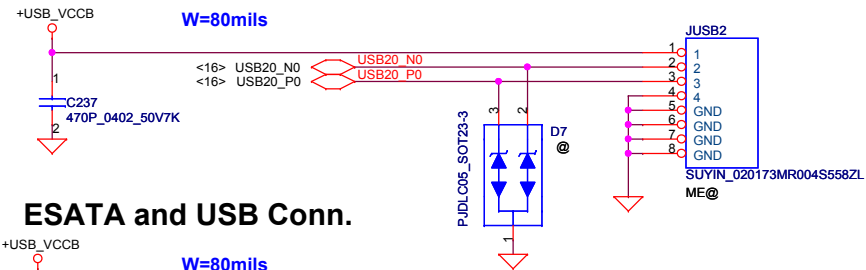 +USB_VCCB
W=80mils
JUSB2
<16> USB20_N0
USB20_N0
<16> USB20_P0
USB20_P0
1
2
3
4
5
6
7
8
1
2
3
4
GND
GND
GND
GND
1
2
C237
470P_0402_50V7K
3
2
1
D7
@
PJDLC05_SOT23-3
SUYIN_020173MR004S558ZL
ME@
ESATA and USB Conn.
+USB_VCCB
W=80mils